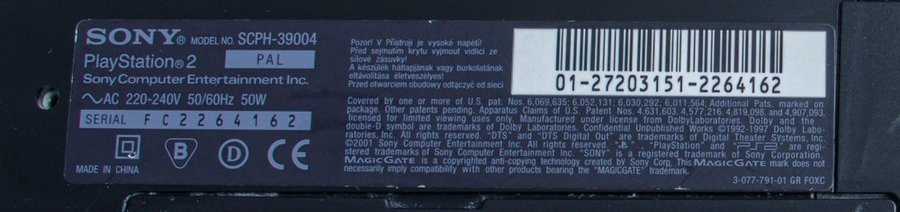 SONY® MODEL NO. SCPH-39004
PlayStation®2 PAL
Sony Computer Entertainment Inc.
AC 220-240V 50/60Hz 50W
SERIAL FC2264162
B D CE
MADE IN CHINA
Pozor! V Přístroji je vysoké napětí!
Před sejmutím krytu vyjmout vidlici ze
síťové zásuvky!
A készülék hátlapjának vagy burkolatának
eltávolítása életveszélyes!
Przed otwarciem obudowy odłączyć od sieci
01-27203151-2264162
Covered by one or more of U.S. pat. Nos. 6,069,635; 6,052,131; 6,030,292; 6,011,564, Additional Pats. marked on
package. Other patents pending. Apparatus Claims of U.S. Patent Nos. 4,631,603, 4,577,216, 4,819,098, and 4,907,093,
licensed for limited viewing uses only. Manufactured under license from DolbyLaboratories. Dolby and the
double-D symbol are trademarks of Dolby Laboratories. Confidential Unpublished Works ©1992-1997 Dolby Labo-
ratories, Inc. All rights reserved. "DTS" and "DTS Digital Out" are trademarks of Digital Theater Systems, Inc.
©2001 Sony Computer Entertainment Inc. All rights reserved. " ", "PlayStation" and "PS2" are regi-
stered trademarks of Sony Computer Entertainment Inc. "SONY" is a registered trademark of Sony Corporation.
MAGICGATE is a copyrighted anti-copying technology created by Sony Corp. This MAGICGATE mark does not
necessarily imply compatibility with other products bearing the "MAGICGATE" trademark.
3-077-791-01 GR FOXC